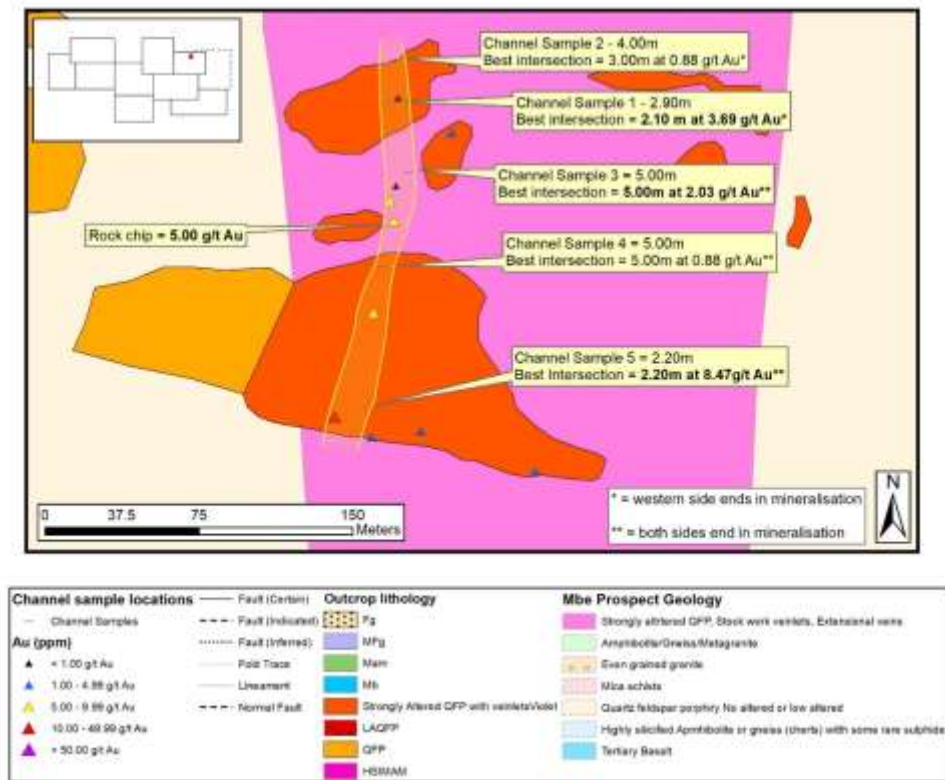 Channel Sample 2 - 4.00m
Best intersection = 3.00m at 0.88 g/t Au*
Channel Sample 1 - 2.90m
Best intersection = 2.10 m at 3.69 g/t Au*
Channel Sample 3 = 5.00m
Best intersection = 5.00m at 2.03 g/t Au**
Rock chip = 5.00 g/t Au
Channel Sample 4 = 5.00m
Best intersection = 5.00m at 0.88 g/t Au**
Channel Sample 5 = 2.20m
Best Intersection = 2.20m at 8.47g/t Au**
N
* = western side ends in mineralisation
** = both sides end in mineralisation
0 37.5 75 150
Meters
Channel sample locations
Channel Samples
Au (ppm)
< 1.00 g/t Au
1.00 - 4.99 g/t Au
5.00 - 9.99 g/t Au
10.00 - 49.99 g/t Au
> 50.00 g/t Au
Fault (Certain)
Fault (Indicated)
Fault (Inferred)
Fold Trace
Lineament
Normal Fault
Outcrop lithology
Fg
MFg
Mam
Mb
Strongly Altered QFP with veinlets/Violet
LAQFP
QFP
HSIMAM
Mbe Prospect Geology
Strongly altrered QFP, Stock work veinlets, Extensional veins
Amphibolite/Gneiss/Metagranite
Even grained granite
Mica schists
Quartz feldspar porphiry No altered or low altered
Highly silicified Apmhibolite or gneiss (cherts) with some rare sulphide
Tertiary Basalt